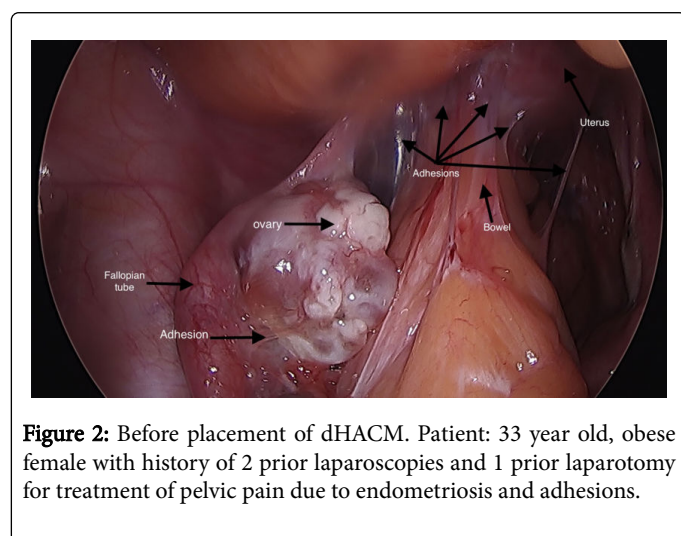 Uterus
Adhesions
ovary
Bowel
Fallopian
tube
Adhesion
Figure 2: Before placement of dHACM. Patient: 33 year old, obese
female with history of 2 prior laparoscopies and 1 prior laparotomy
for treatment of pelvic pain due to endometriosis and adhesions.